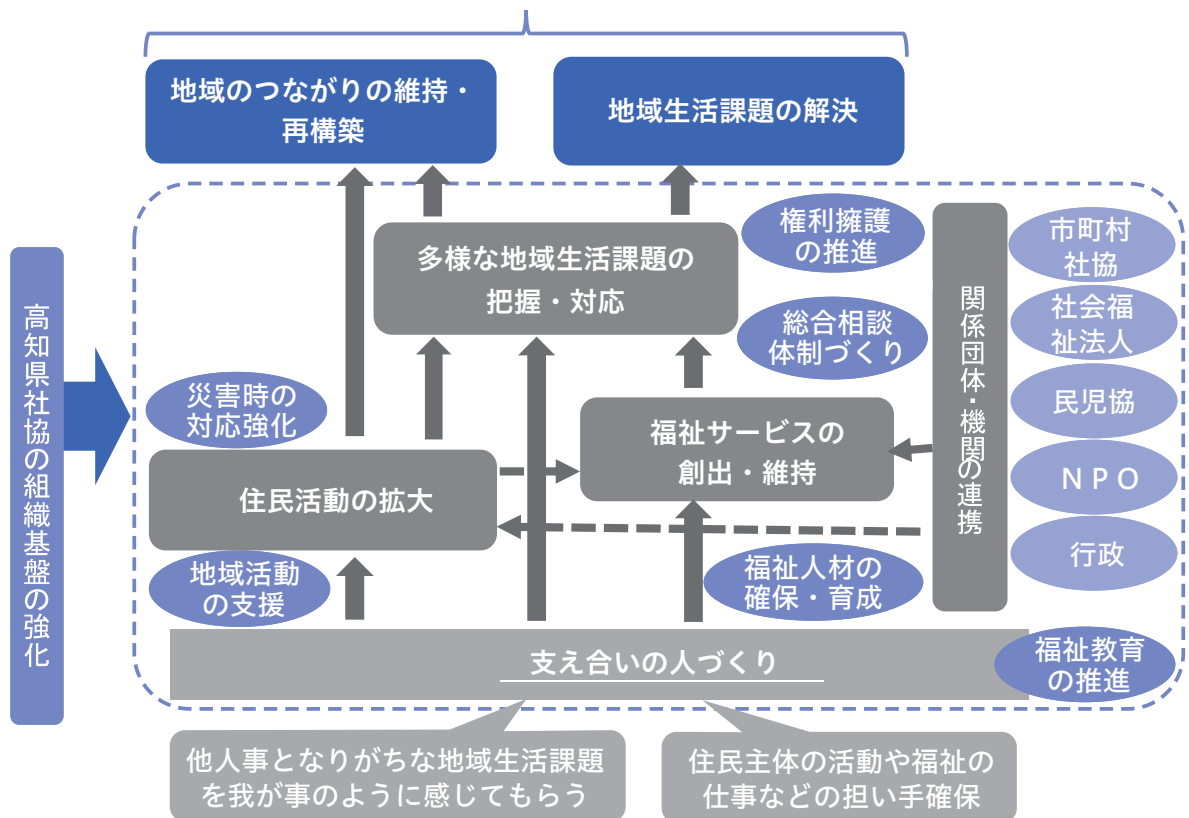 地域のつながりの維持・
再構築
地域生活課題の解決
多様な地域生活課題の
把握・対応
権利擁護
の推進
総合相談
体制づくり
市町村
社協
社会福
祉法人
民児協
NPO
行政
関係団体・機関の連携
高知県社協の組織基盤の強化
災害時の
対応強化
住民活動の拡大
福祉サービスの
創出・維持
地域活動
の支援
福祉人材の
確保・育成
支え合いの人づくり
福祉教育
の推進
他人事となりがちな地域生活課題
を我が事のように感じてもらう
住民主体の活動や福祉の
仕事などの担い手確保